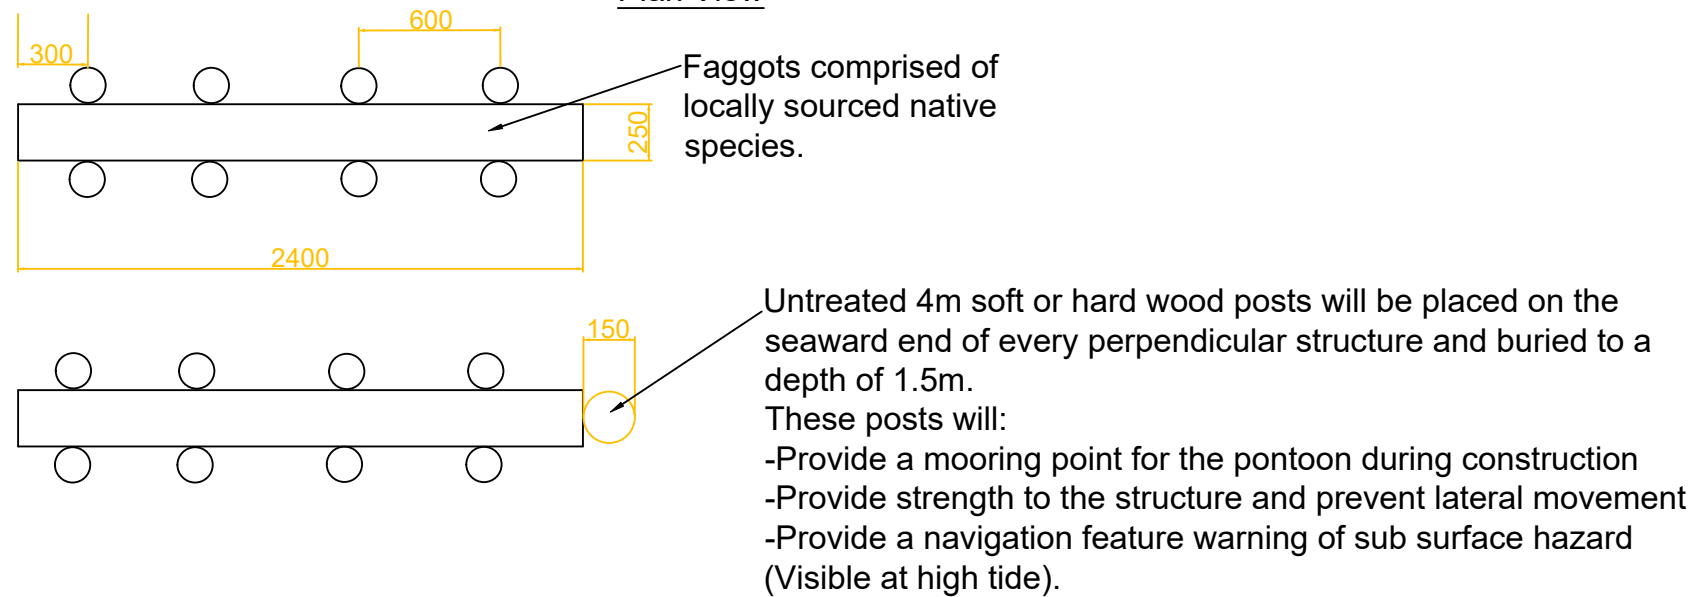 Plan View
600
300
Faggots comprised of
locally sourced native
species.
250
2400
150
Untreated 4m soft or hard wood posts will be placed on the
seaward end of every perpendicular structure and buried to a
depth of 1.5m.
These posts will:
-Provide a mooring point for the pontoon during construction
-Provide strength to the structure and prevent lateral movement
-Provide a navigation feature warning of sub surface hazard
(Visible at high tide).